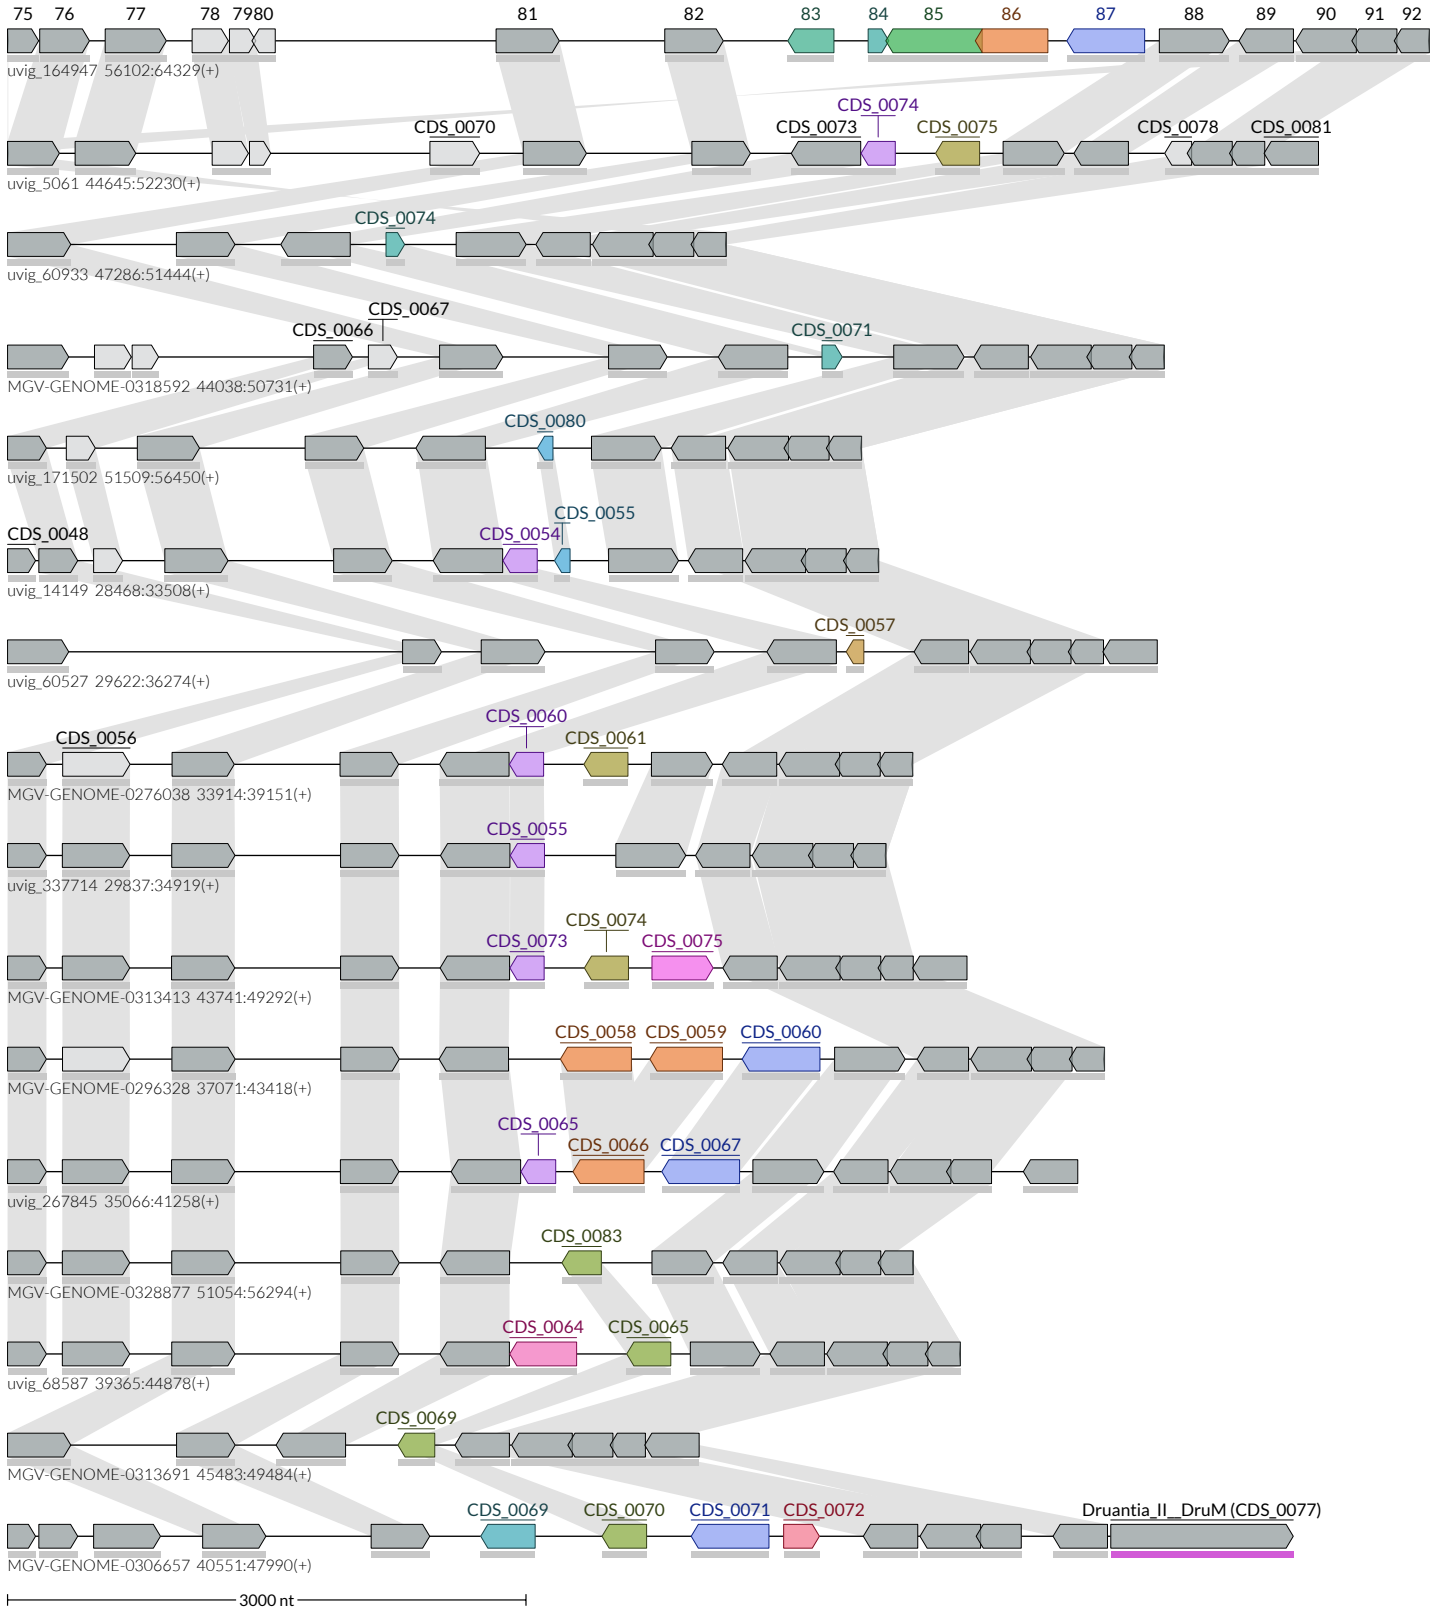 75 76 77 78 79 80 81 82 83 84 85 86 87 88 89 90 91 92
uvig_164947 56102:64329(+)
CDS_0074
CDS_0070 CDS_0073 CDS_0075 CDS_0078 CDS_0081
uvig_5061 44645:52230(+)
CDS_0074
uvig_60933 47286:51444(+)
CDS_0067
CDS_0066 CDS_0071
MGV-GENOME-0318592 44038:50731(+)
CDS_0080
uvig_171502 51509:56450(+)
CDS_0055
CDS_0048 CDS_0054
uvig_14149 28468:33508(+)
CDS_0057
uvig_60527 29622:36274(+)
CDS_0060
CDS_0056 CDS_0061
MGV-GENOME-0276038 33914:39151(+)
CDS_0055
uvig_337714 29837:34919(+)
CDS_0074
CDS_0073 CDS_0075
MGV-GENOME-0313413 43741:49292(+)
CDS_0058 CDS_0059 CDS_0060
MGV-GENOME-0296328 37071:43418(+)
CDS_0065
CDS_0066 CDS_0067
uvig_267845 35066:41258(+)
CDS_0083
MGV-GENOME-0328877 51054:56294(+)
CDS_0064 CDS_0065
uvig_68587 39365:44878(+)
CDS_0069
MGV-GENOME-0313691 45483:49484(+)
CDS_0069 CDS_0070 CDS_0071 CDS_0072 Druantia_II__DruM (CDS_0077)
MGV-GENOME-0306657 40551:47990(+)
3000 nt